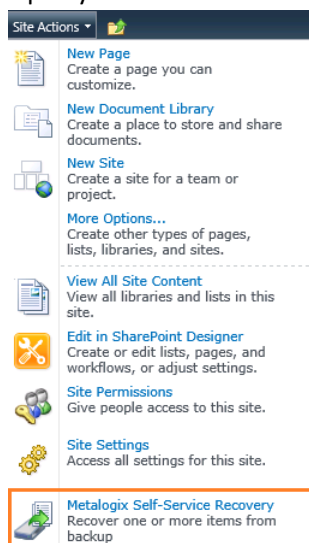 Site Actions
New Page
Create a page you can
customize.
New Document Library
Create a place to store and share
documents.
New Site
Create a site for a team or
project.
More Options...
Create other types of pages,
lists, libraries, and sites.
View All Site Content
View all libraries and lists in this
site.
Edit in SharePoint Designer
Create or edit lists, pages, and
workflows, or adjust settings.
Site Permissions
Give people access to this site.
Site Settings
Access all settings for this site.
Metalogix Self-Service Recovery
Recover one or more items from
backup